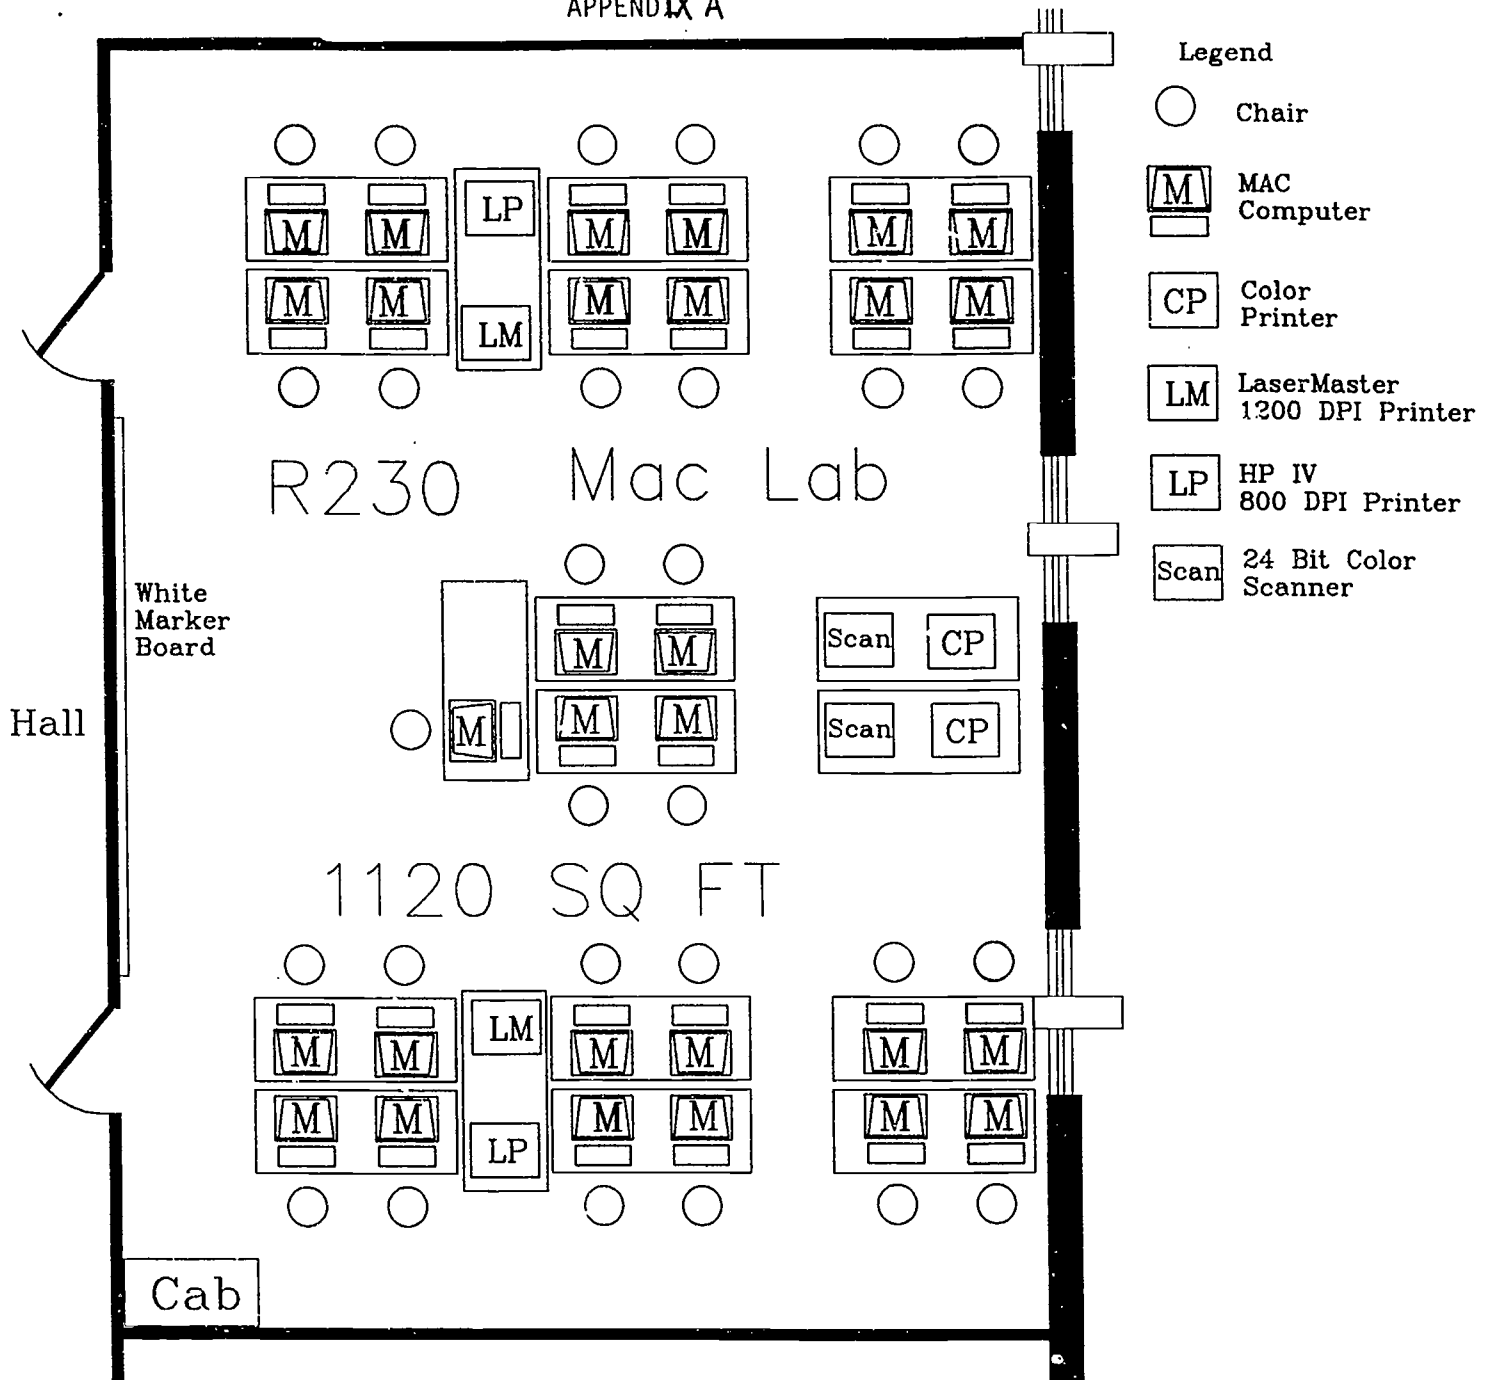 APPENDIX A
Legend
Chair
M MAC
Computer
CP Color
Printer
LM LaserMaster
1200 DPI Printer
LP HP IV
800 DPI Printer
Scan 24 Bit Color
Scanner
LP
M M M M M M
M M M M M M
LM
R230 Mac Lab
White
Marker
Board
Hall
M M Scan CP
M M M Scan CP
1120 SQ FT
LM
M M M M M M
M M M M M M
LP
Cab